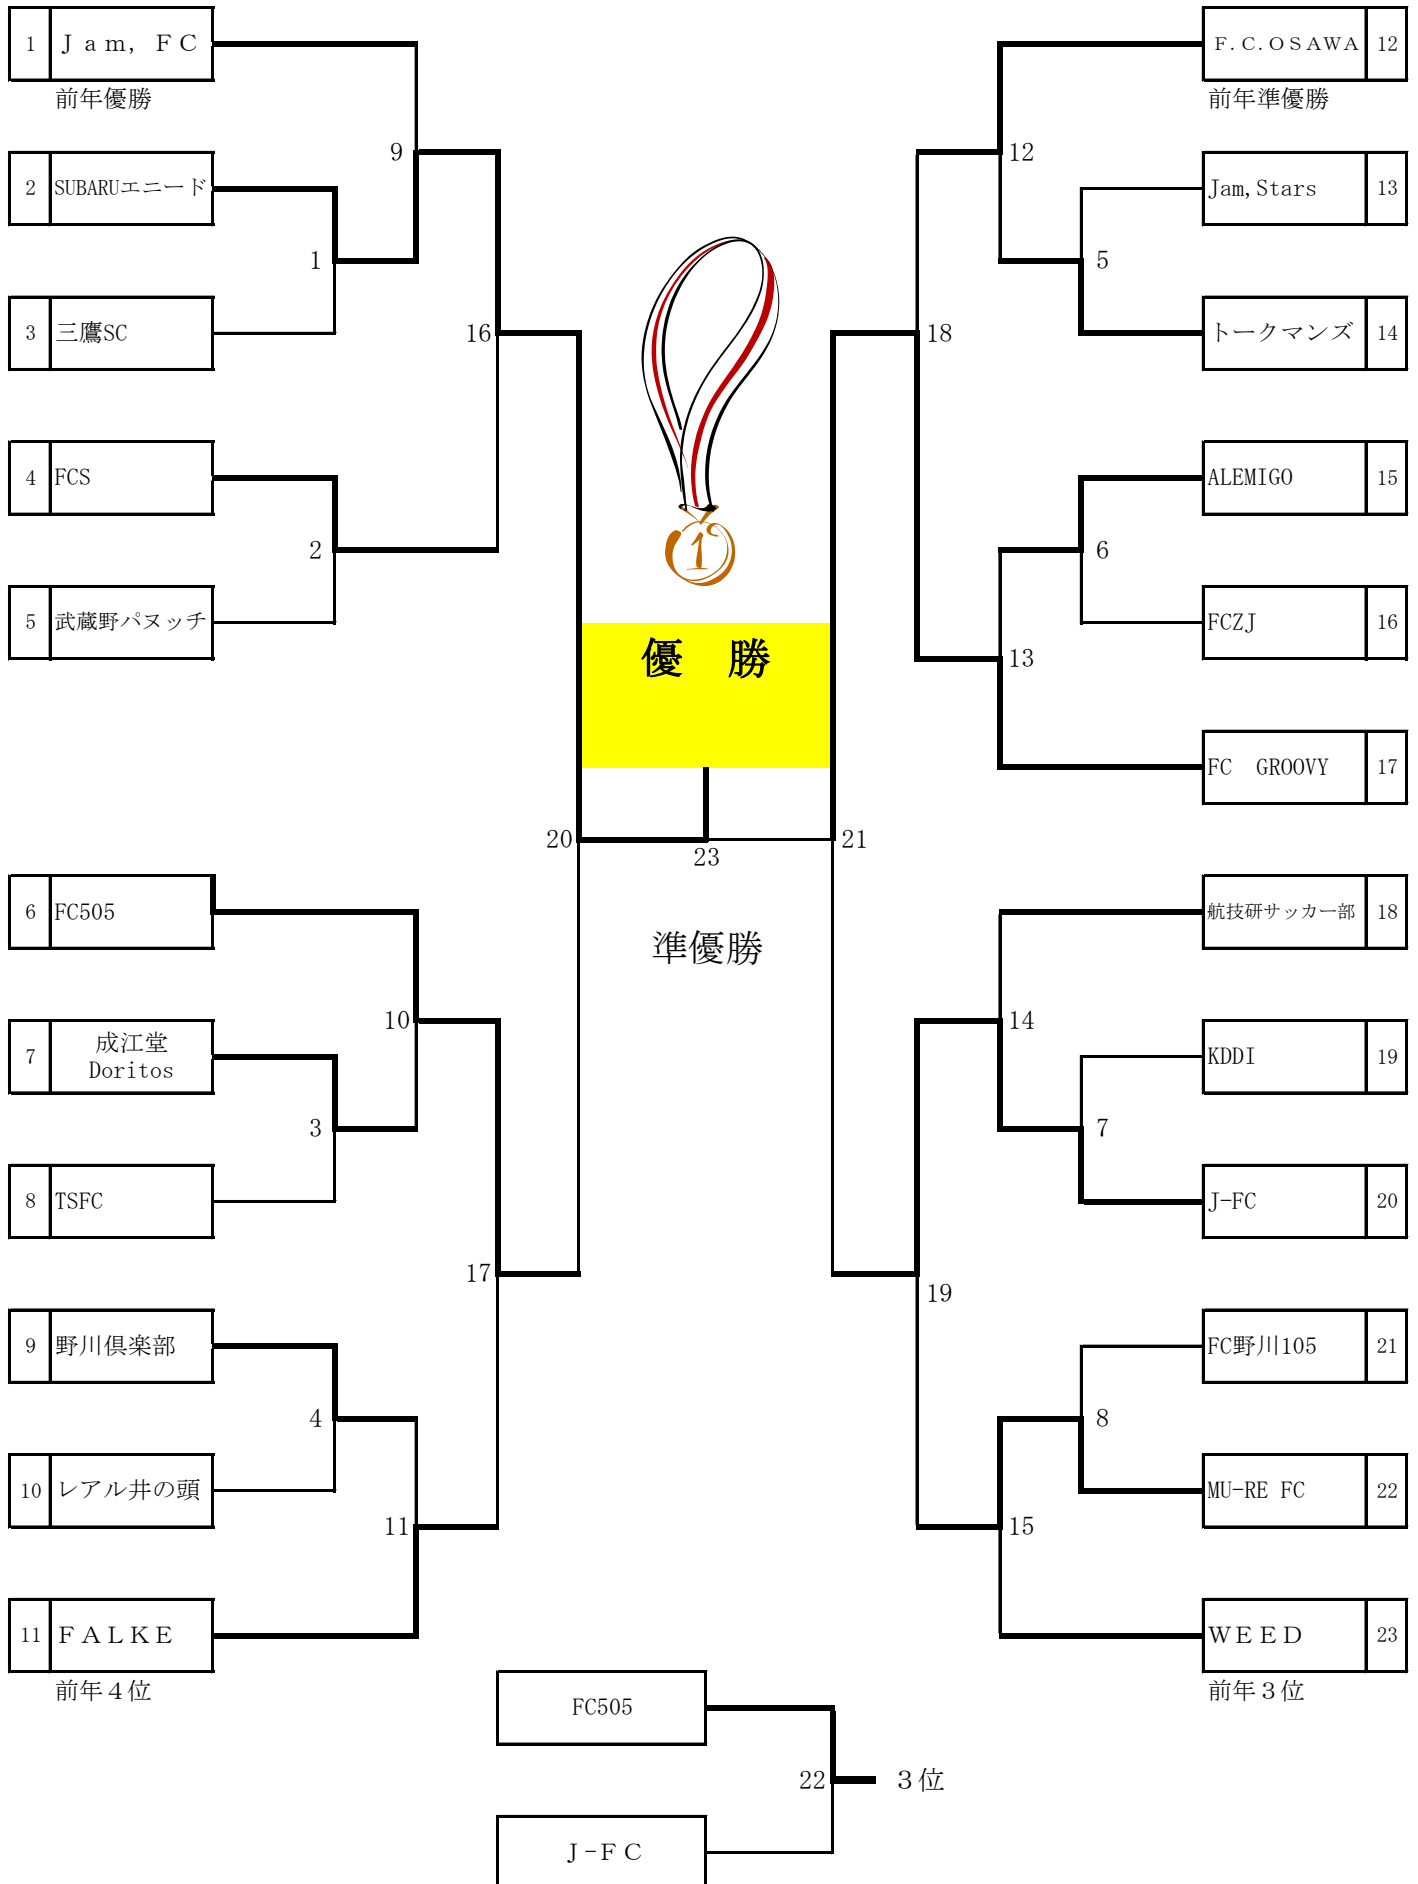 1 Ｊａｍ，ＦＣ
前年優勝
2 SUBARUエニード
3 三鷹SC
4 FCS
5 武蔵野パヌッチ
6 FC505
7 成江堂
Doritos
8 TSFC
9 野川倶楽部
10 レアル井の頭
11 ＦＡＬＫＥ
前年４位
9
1
16
2
10
3
17
4
11
20
1
優　勝
23
準優勝
21
12
5
18
6
13
14
7
19
8
15
Ｆ.Ｃ.ＯＳＡＷＡ 12
前年準優勝
Jam,Stars 13
トークマンズ 14
ALEMIGO 15
FCZJ 16
FC　GROOVY 17
航技研サッカー部 18
KDDI 19
J-FC 20
FC野川105 21
MU-RE FC 22
ＷＥＥＤ 23
前年３位
FC505
22 ３位
Ｊ-ＦＣ